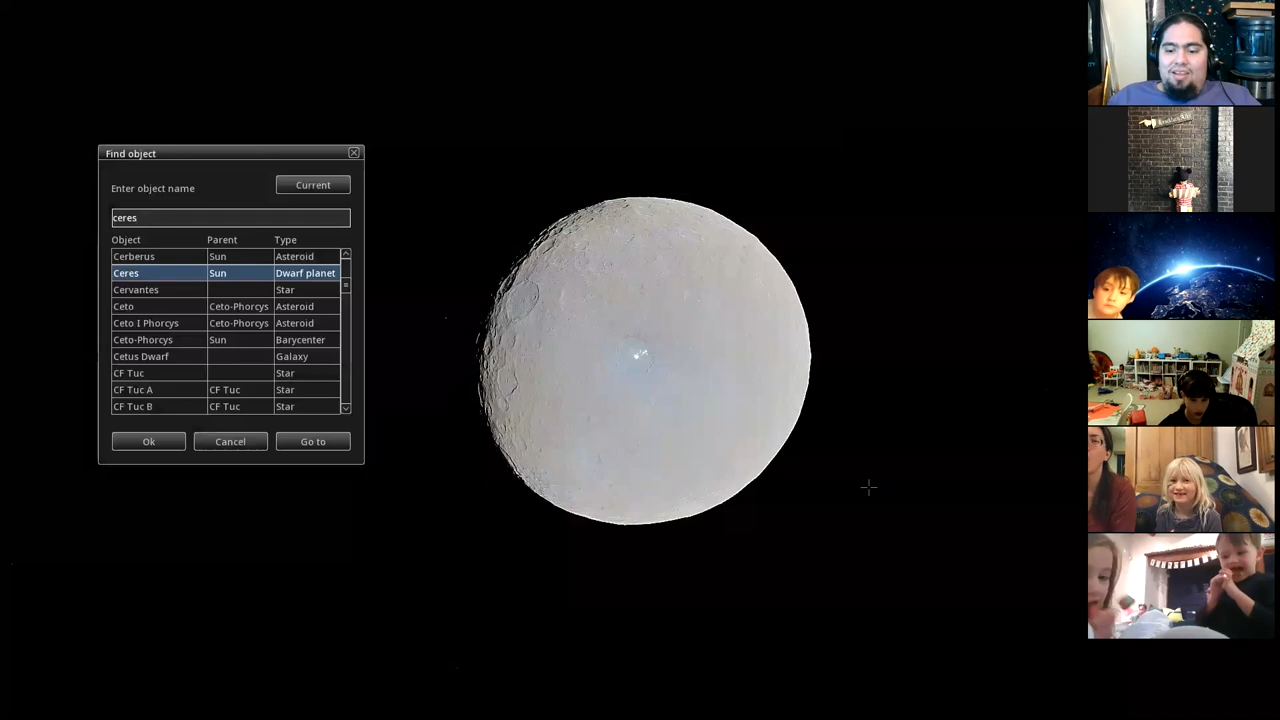 Find object
Enter object name
Current
ceres
Object Parent Type
Cerberus Sun Asteroid
Ceres Sun Dwarf planet
Cervantes Star
Ceto Ceto-Phorcys Asteroid
Ceto I Phorcys Ceto-Phorcys Asteroid
Ceto-Phorcys Sun Barycenter
Cetus Dwarf Galaxy
CF Tuc Star
CF Tuc A CF Tuc Star
CF Tuc B CF Tuc Star
Ok Cancel Go to